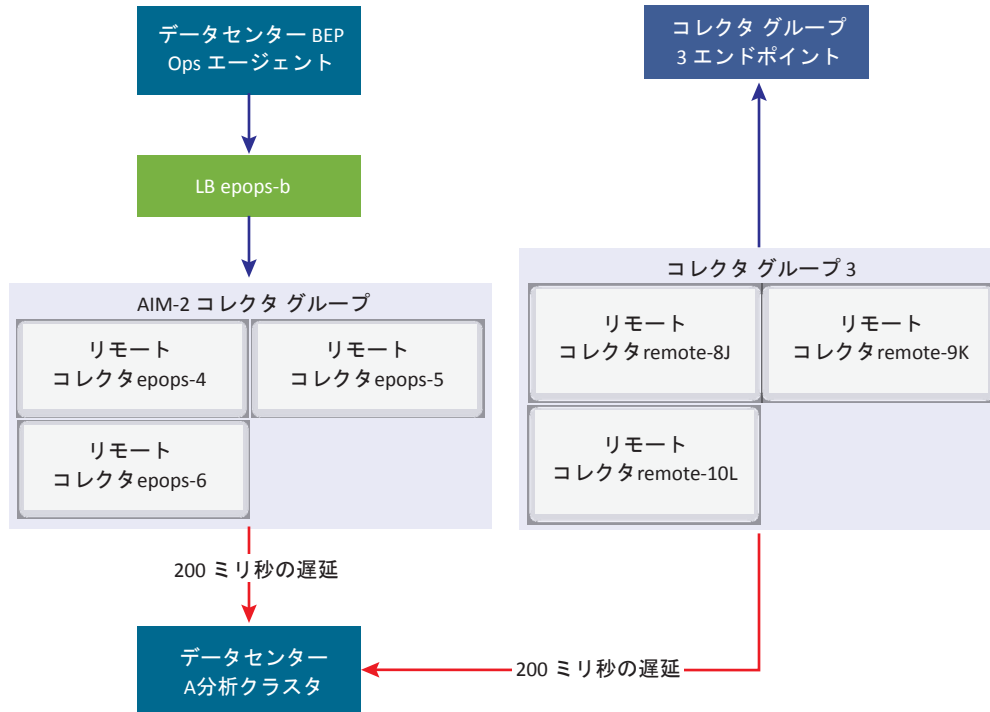 データセンター BEP
Ops エージェント
LB epops-b
AIM-2 コレクタ グループ
リモート
コレクタepops-4
リモート
コレクタepops-5
リモート
コレクタepops-6
200 ミリ秒の遅延
データセンター
A分析クラスタ
コレクタ グループ
3 エンドポイント
コレクタ グループ 3
リモート
コレクタremote-8J
リモート
コレクタremote-9K
リモート
コレクタremote-10L
200 ミリ秒の遅延